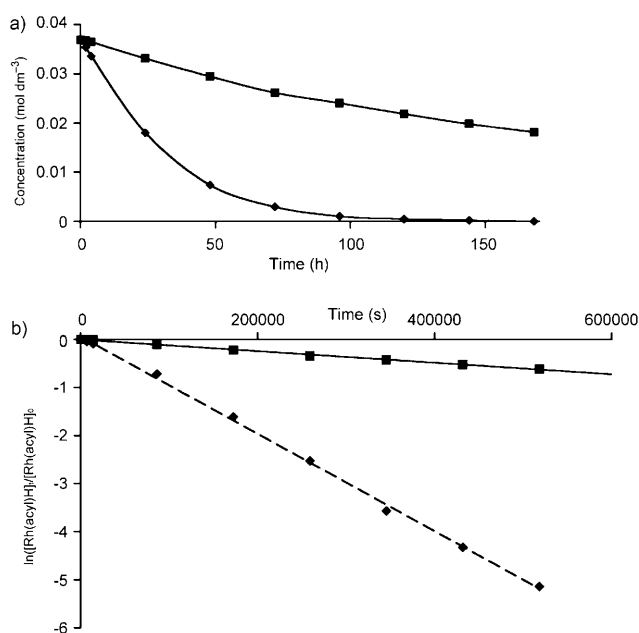 a)
0.04
0.03
0.02
0.01
0
Concentration (mol dm⁻³)
0 50 100 150
Time (h)
b)
Time (s)
0 200000 400000 600000
0
-1
-2
-3
-4
-5
-6
ln([Rh(acyl)H]ₜ/[Rh(acyl)H]₀